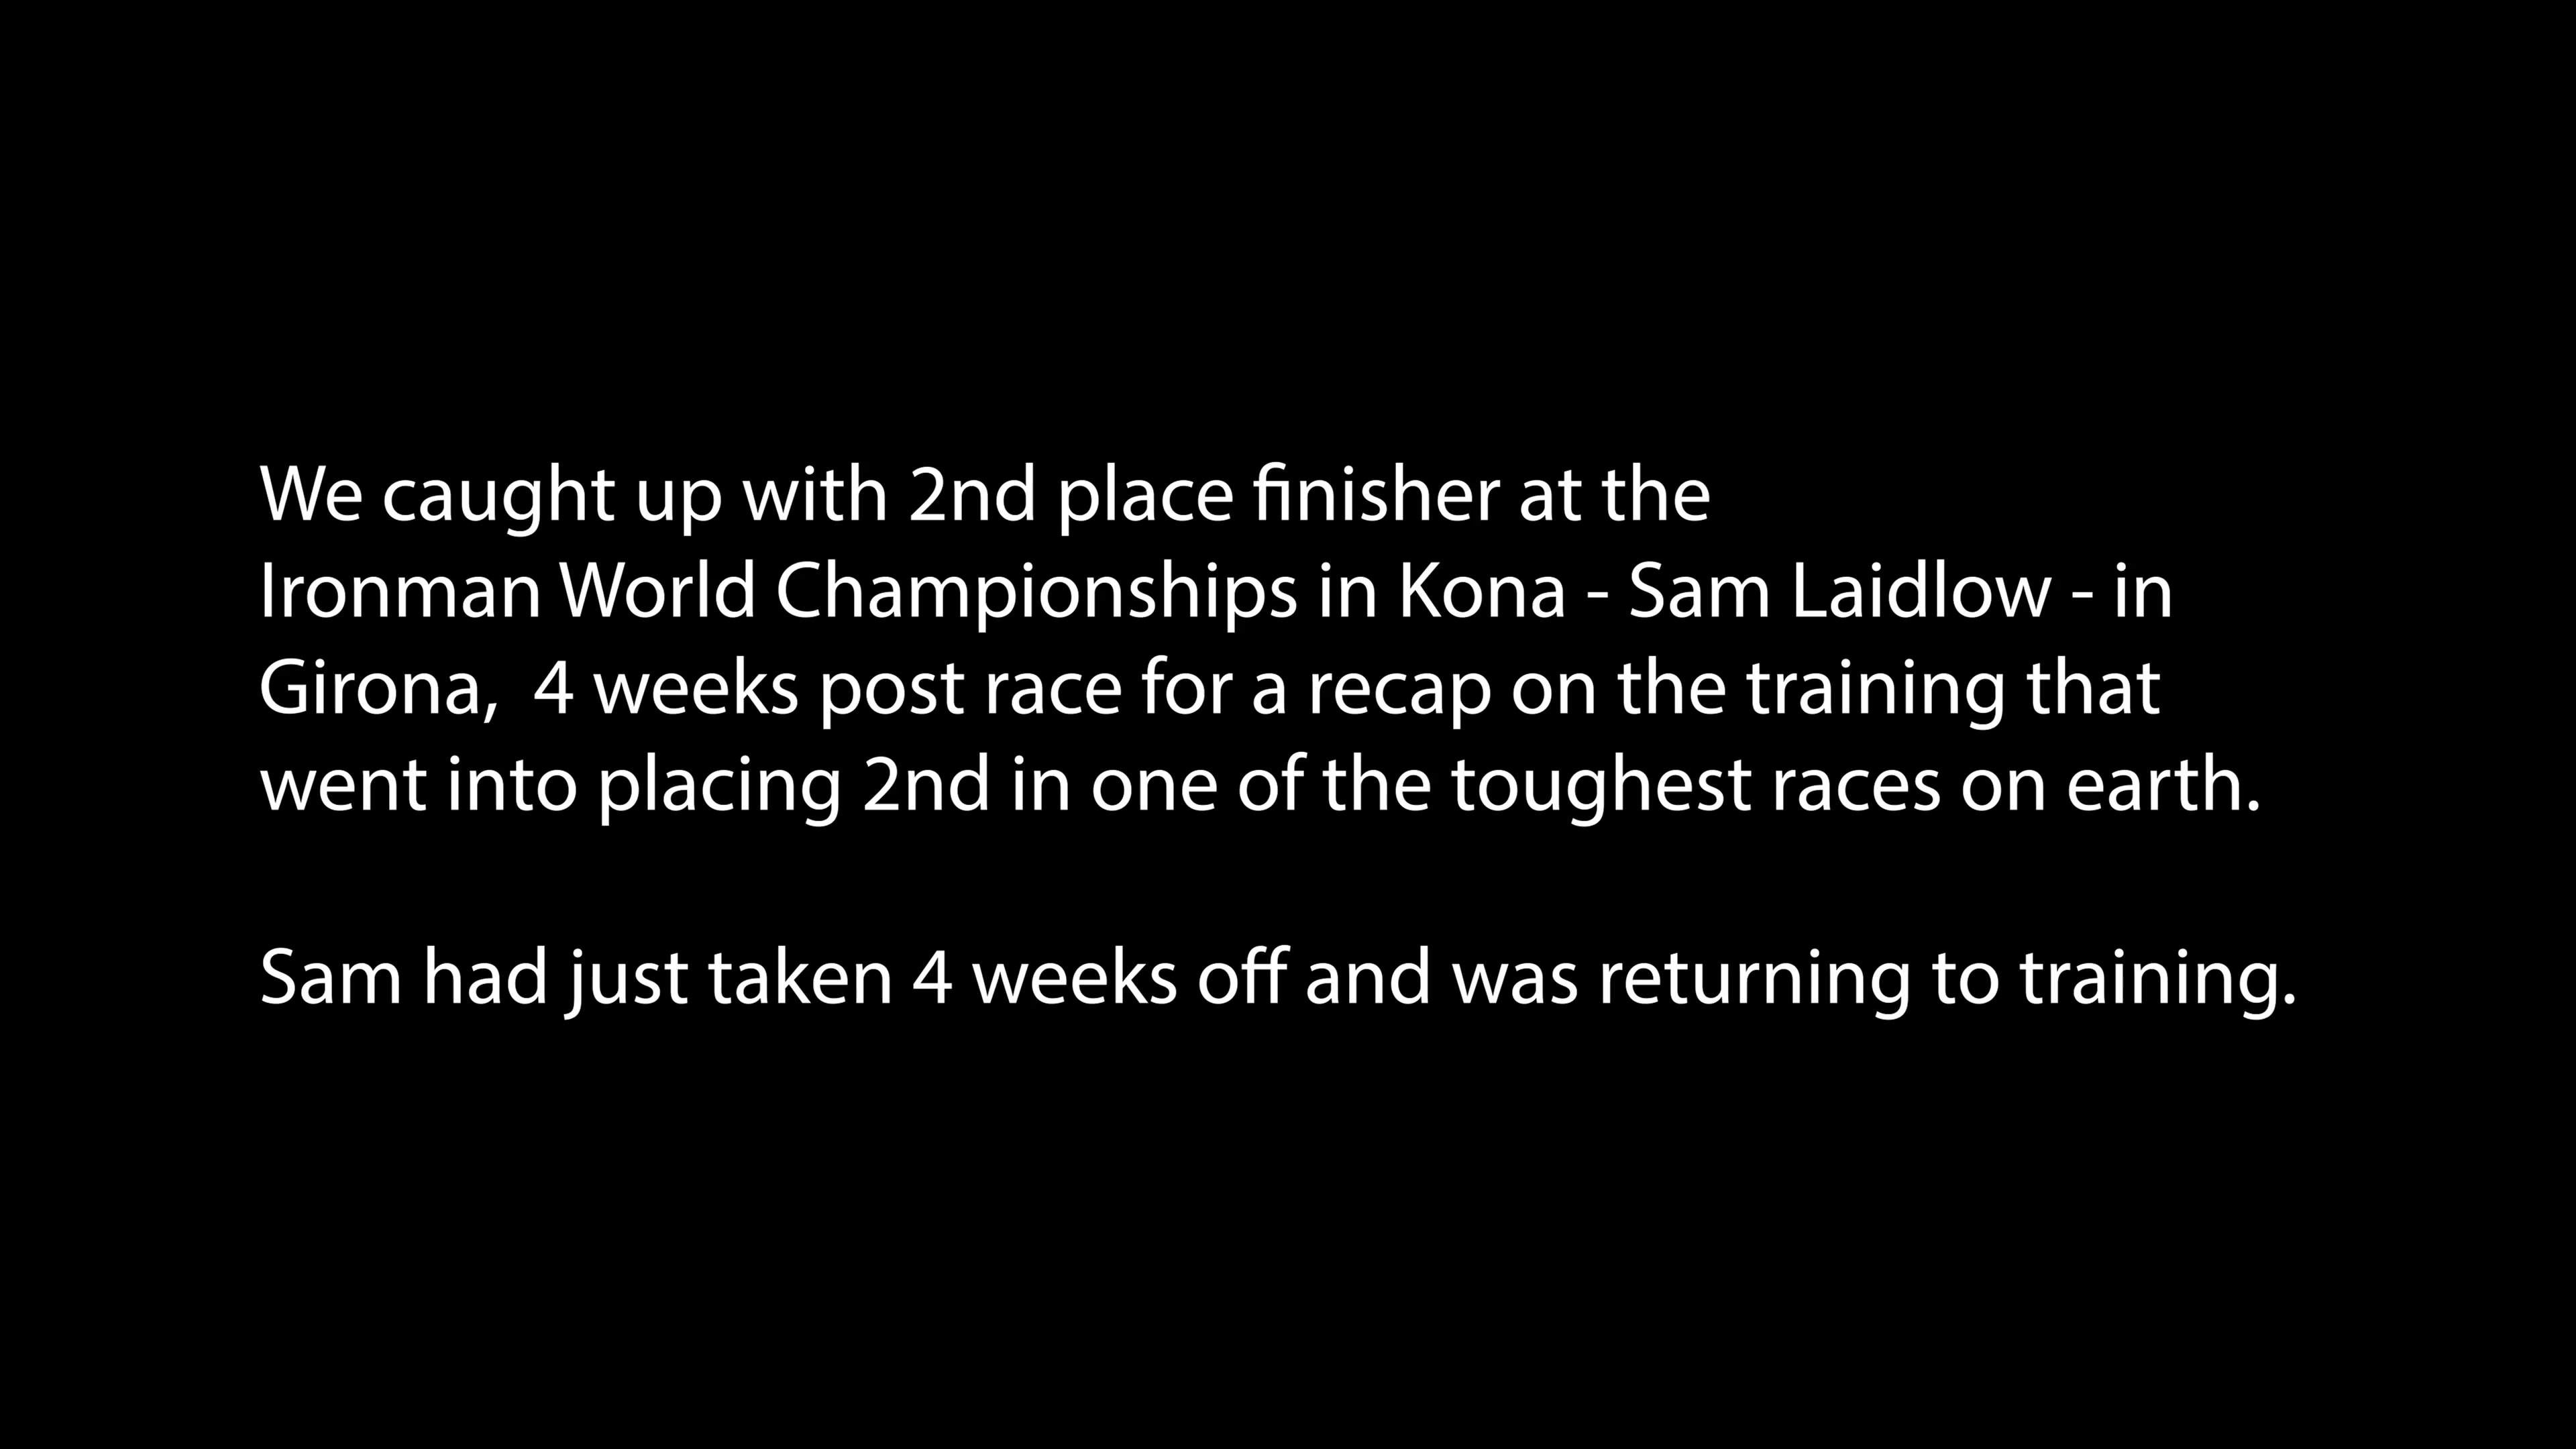 We caught up with 2nd place finisher at the
Ironman World Championships in Kona - Sam Laidlow - in
Girona,  4 weeks post race for a recap on the training that
went into placing 2nd in one of the toughest races on earth.
Sam had just taken 4 weeks off and was returning to training.